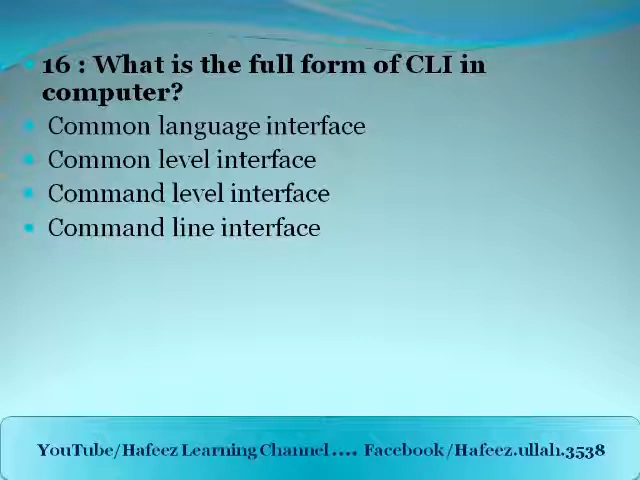 16 : What is the full form of CLI in
computer?
Common language interface
Common level interface
Command level interface
Command line interface
YouTube/Hafeez Learning Channel .... Facebook/Hafeez.ullah.3538